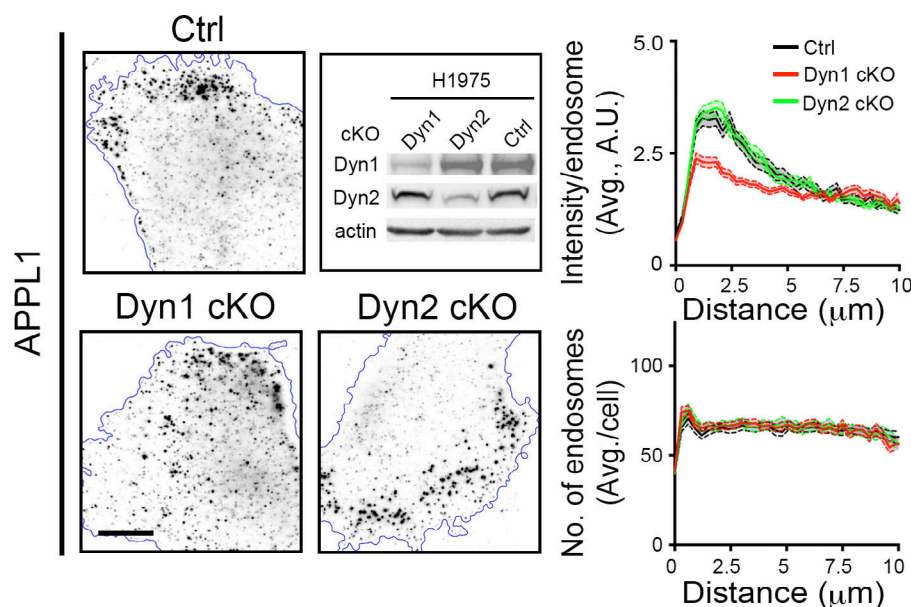 APPL1
Ctrl
Dyn1 cKO
Dyn2 cKO
H1975
cKO Dyn1 Dyn2 Ctrl
Dyn1
Dyn2
actin
Intensity/endosome
(Avg., A.U.)
5.0
2.5
0
Ctrl
Dyn1 cKO
Dyn2 cKO
0 2.5 5 7.5 10
Distance (μm)
No. of endosomes
(Avg./cell)
100
50
0
0 2.5 5 7.5 10
Distance (μm)